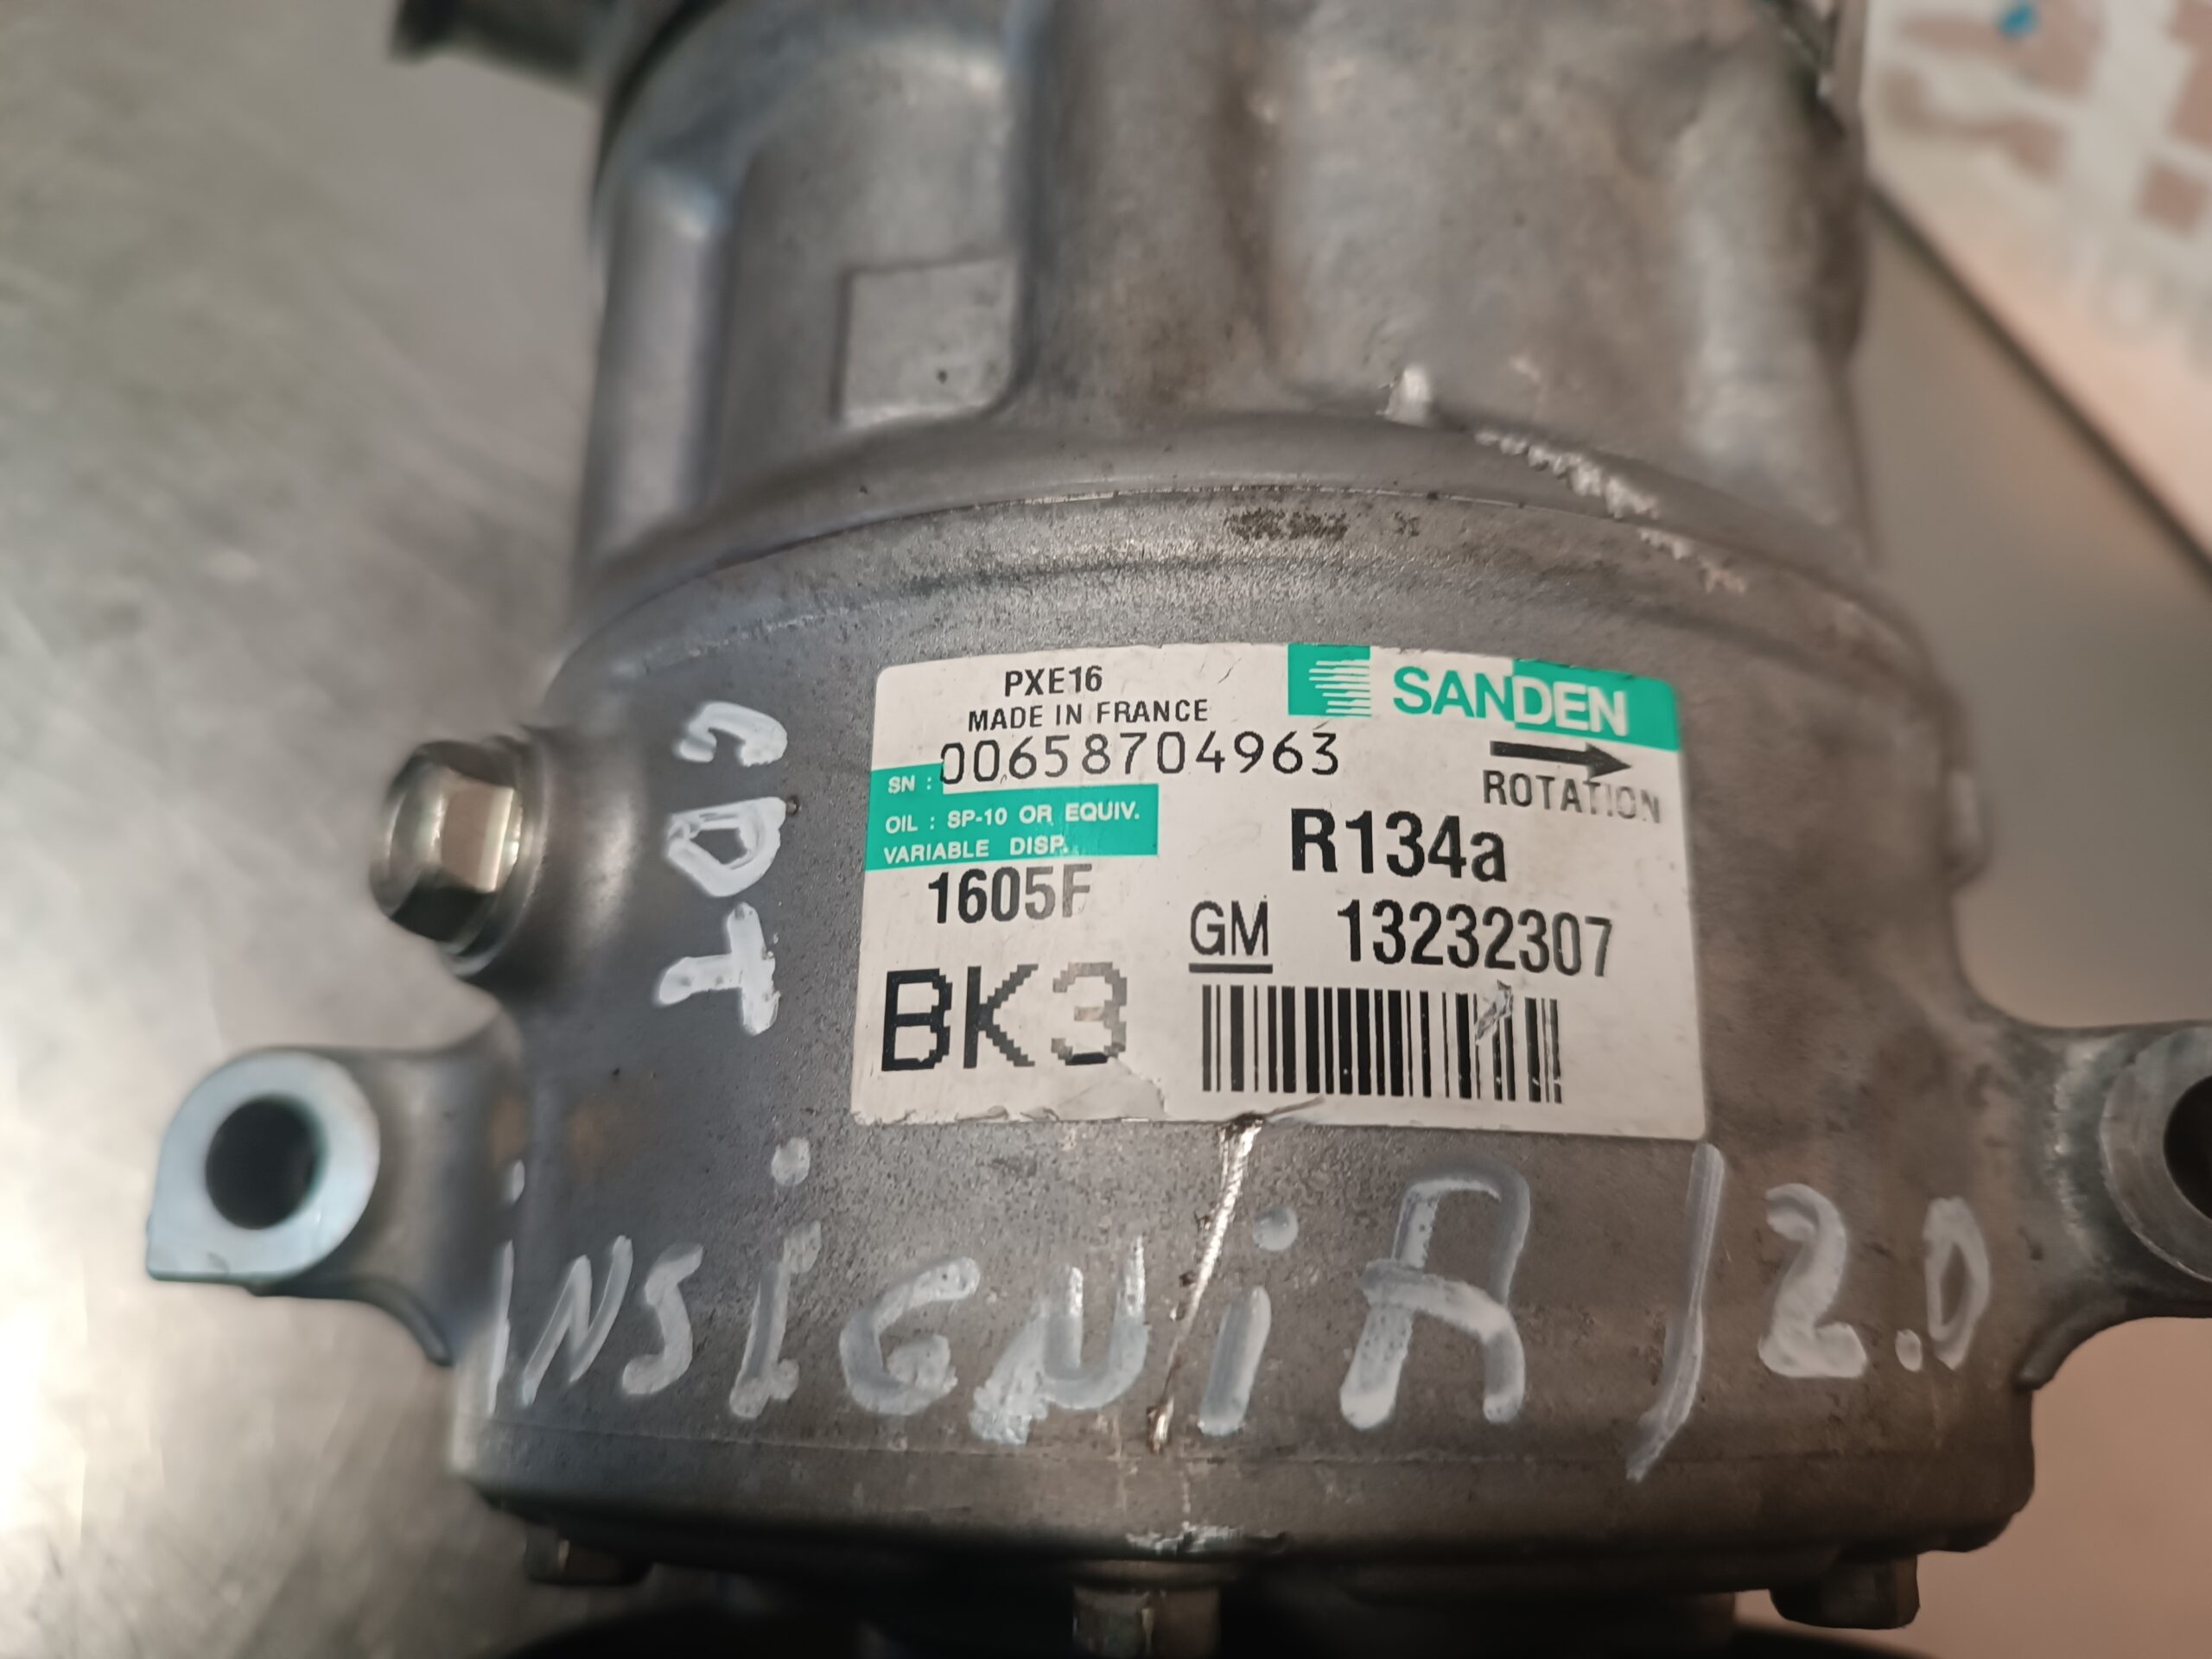 PXE16
MADE IN FRANCE
SANDEN
SN : 00658704963
ROTATION
OIL : SP-10 OR EQUIV.
VARIABLE DISP.
R134a
1605F
GM 13232307
BK3
CDT
iNSiGNiA / 2.0